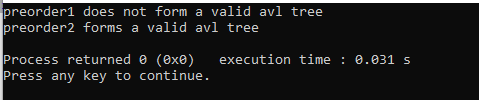 preorder1 does not form a valid avl tree
preorder2 forms a valid avl tree
Process returned 0 (0x0)   execution time : 0.031 s
Press any key to continue.